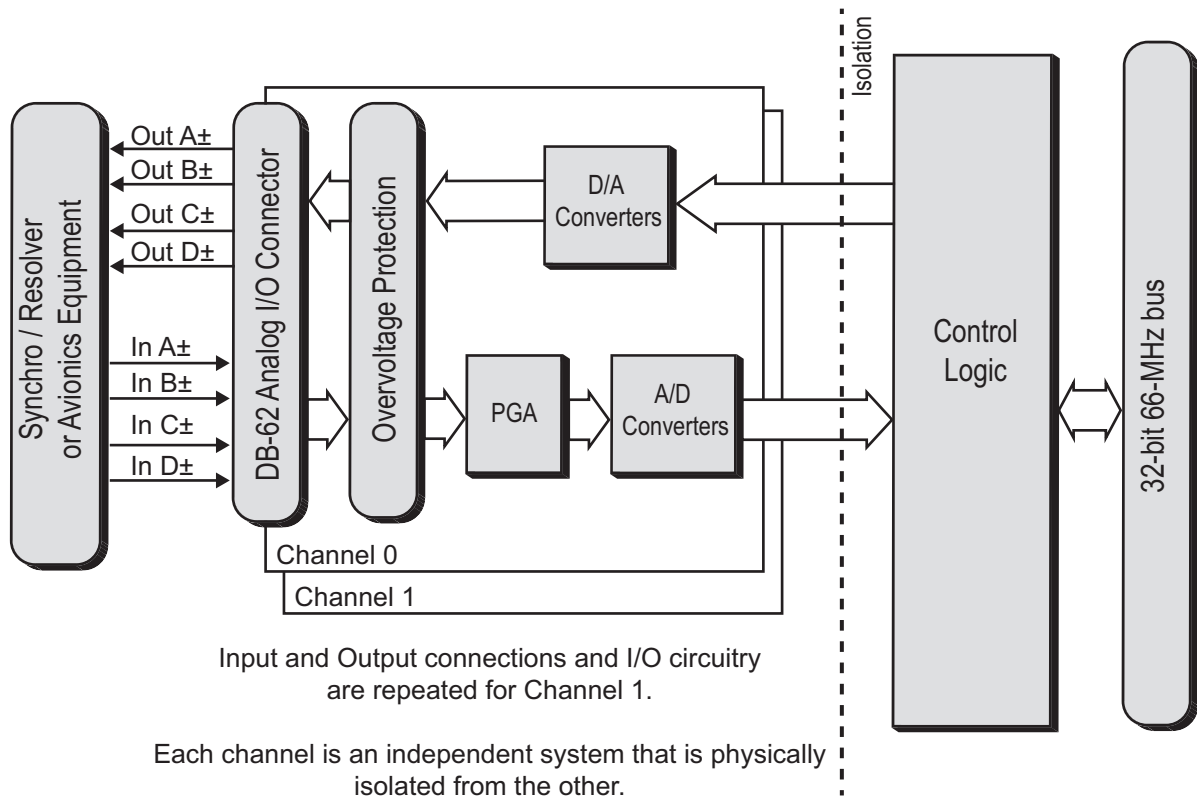 Isolation
Synchro / Resolver
or Avionics Equipment
Out A±
Out B±
Out C±
Out D±
In A±
In B±
In C±
In D±
DB-62 Analog I/O Connector
Overvoltage Protection
D/A
Converters
PGA
A/D
Converters
Control
Logic
32-bit 66-MHz bus
Channel 0
Channel 1
Input and Output connections and I/O circuitry
are repeated for Channel 1.
Each channel is an independent system that is physically
isolated from the other.